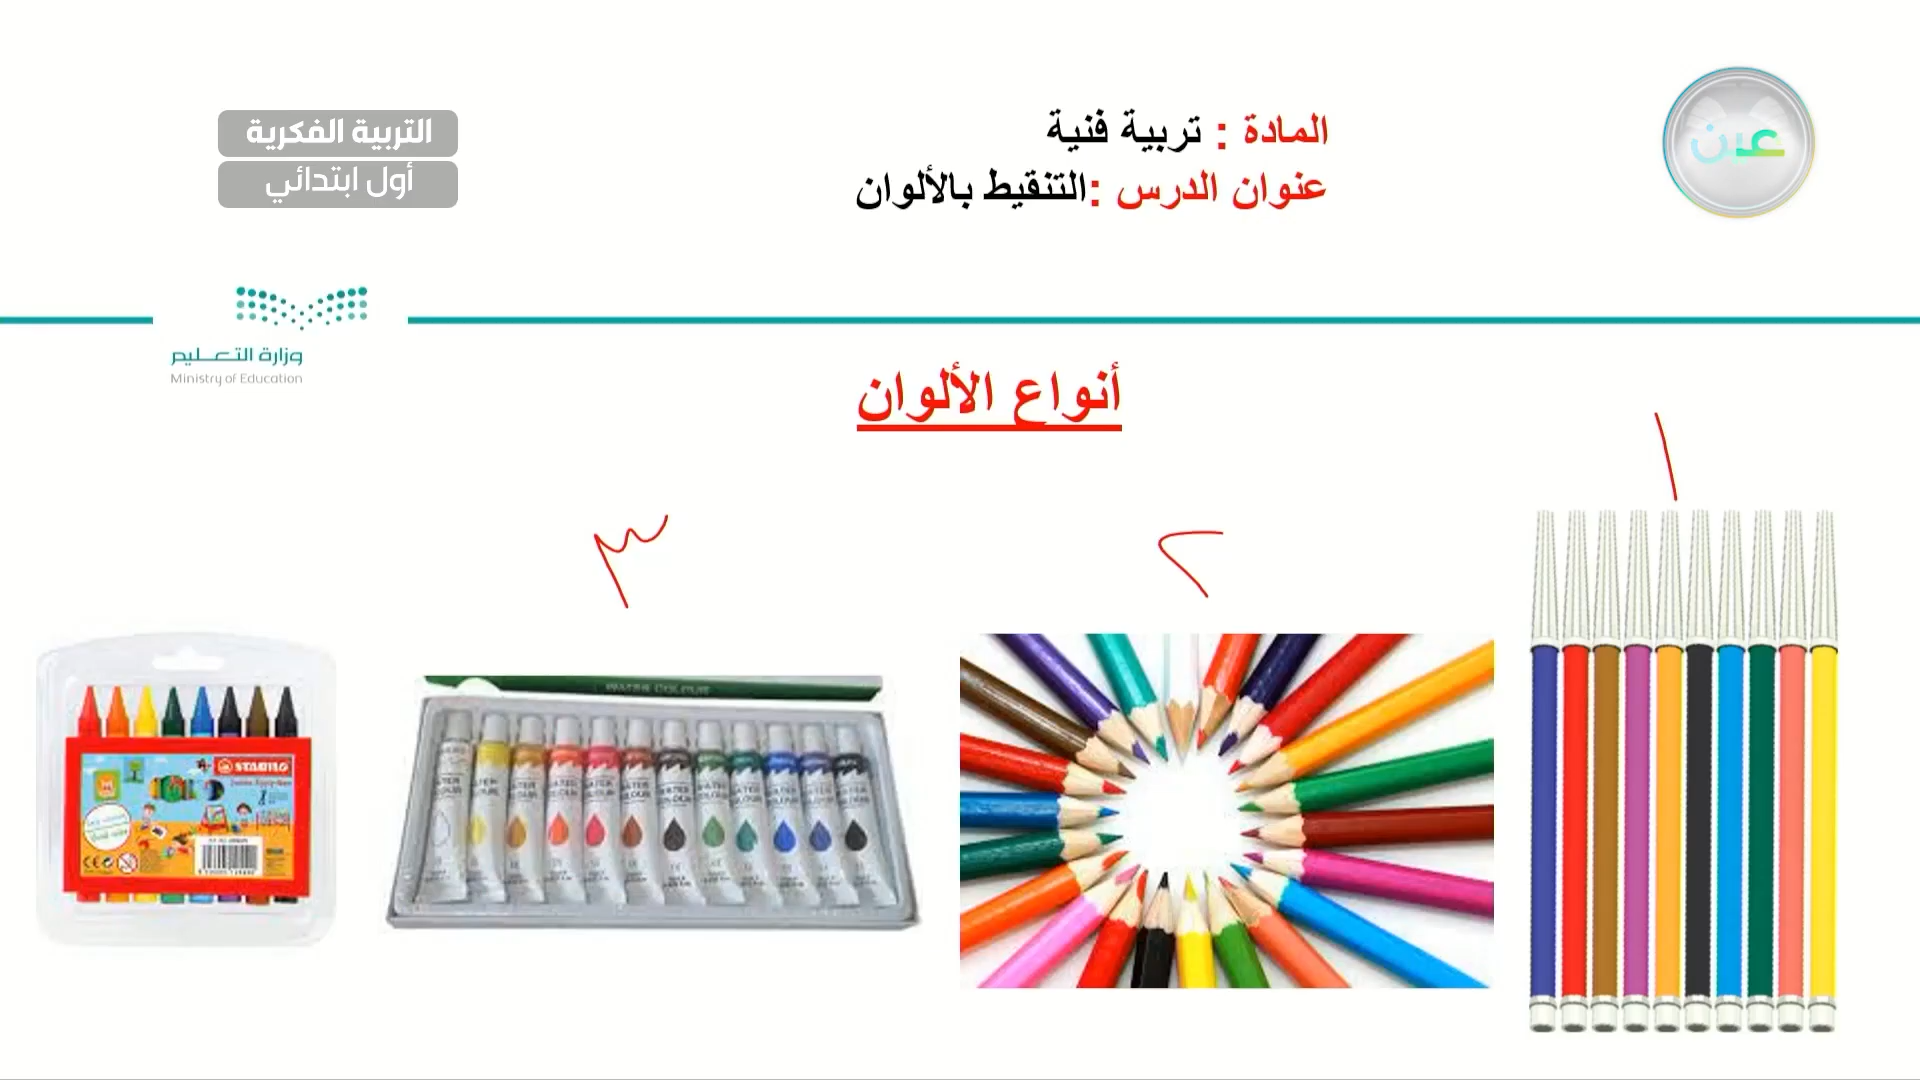 المادة : تربية فنية
عنوان الدرس :التنقيط بالألوان
عين
التربية الفكرية
أول ابتدائي
وزارة التعليم
Ministry of Education
أنواع الألوان
١
٢
٣
WATER COLOUR
STABILO